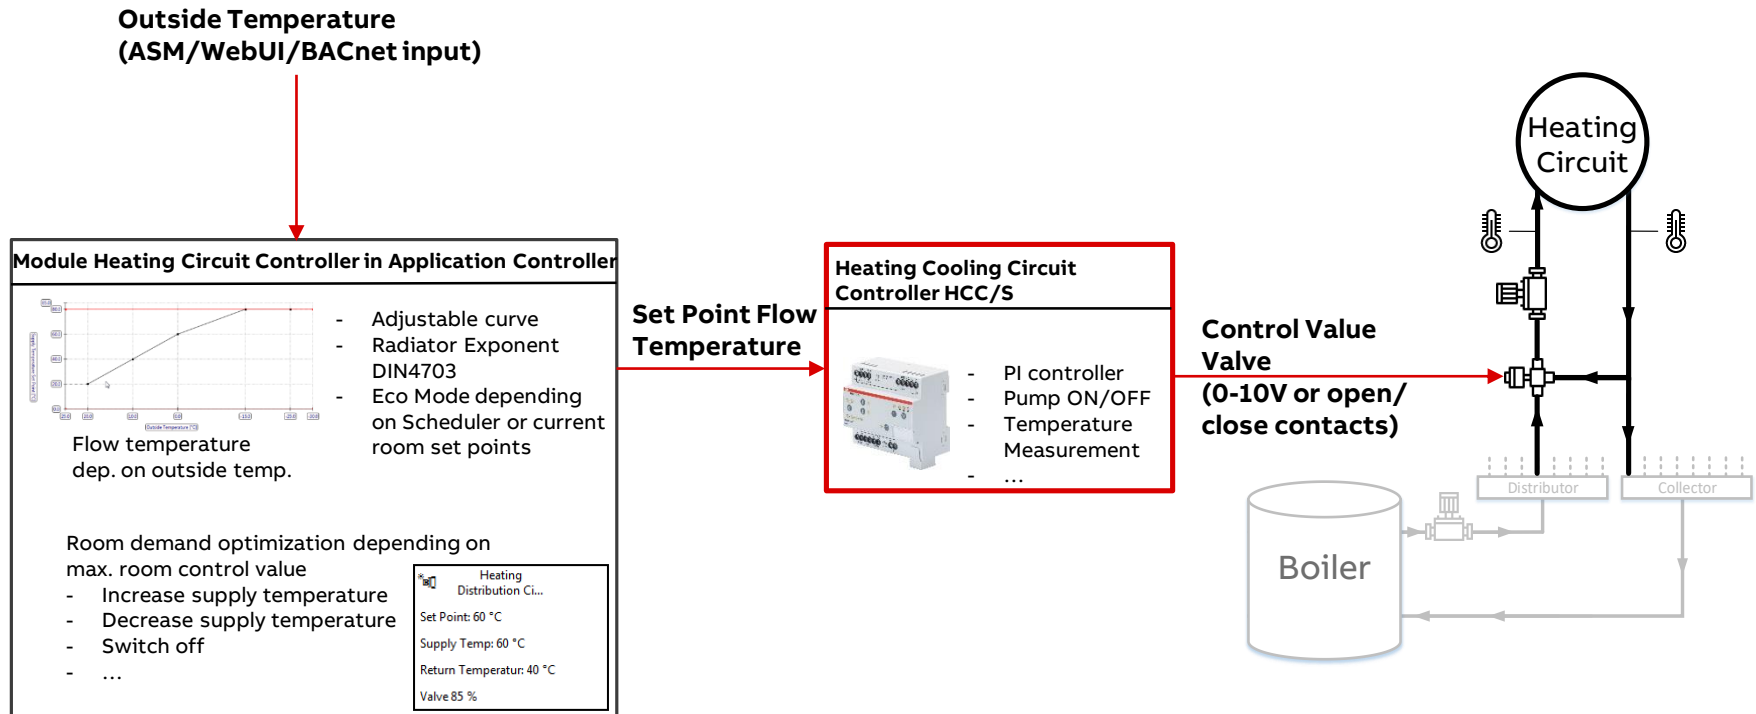 Outside Temperature
(ASM/WebUI/BACnet input)
Module Heating Circuit Controller in Application Controller
- Adjustable curve
- Radiator Exponent
DIN4703
- Eco Mode depending
on Scheduler or current
room set points
Outside Temperature (°C)
Flow temperature
dep. on outside temp.
Room demand optimization depending on
max. room control value
- Increase supply temperature
- Decrease supply temperature
- Switch off
- ...
Heating
Distribution Ci...
Set Point: 60 °C
Supply Temp: 60 °C
Return Temperatur: 40 °C
Valve 85 %
Set Point Flow
Temperature
Heating Cooling Circuit
Controller HCC/S
- PI controller
- Pump ON/OFF
- Temperature
Measurement
- ...
Control Value
Valve
(0-10V or open/
close contacts)
Heating
Circuit
Distributor
Collector
Boiler